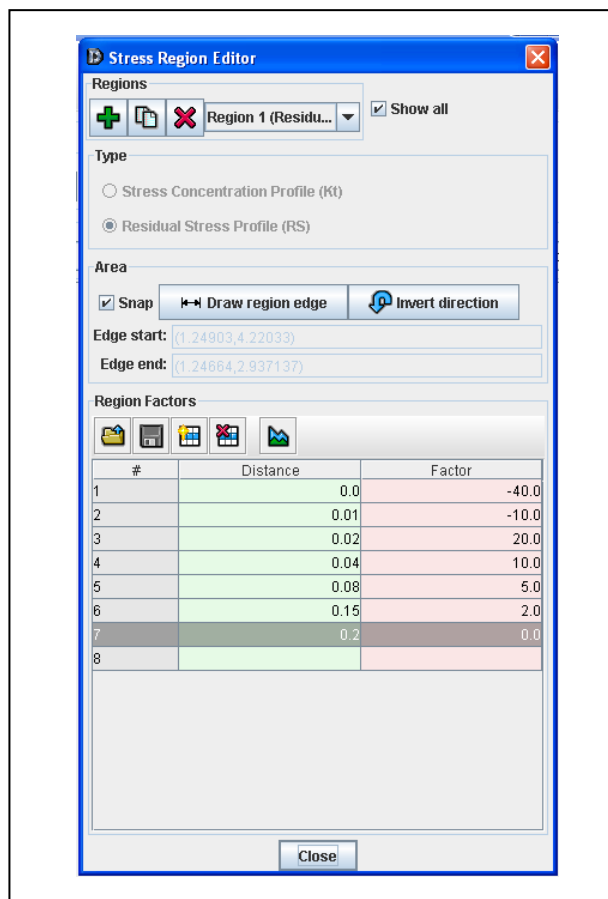 Stress Region Editor
Regions
Region 1 (Residu...
Show all
Type
Stress Concentration Profile (Kt)
Residual Stress Profile (RS)
Area
Snap
Draw region edge
Invert direction
Edge start: (1.24903,4.22033)
Edge end: (1.24664,2.937137)
Region Factors
# Distance Factor
1 0.0 -40.0
2 0.01 -10.0
3 0.02 20.0
4 0.04 10.0
5 0.08 5.0
6 0.15 2.0
7 0.2 0.0
8
Close